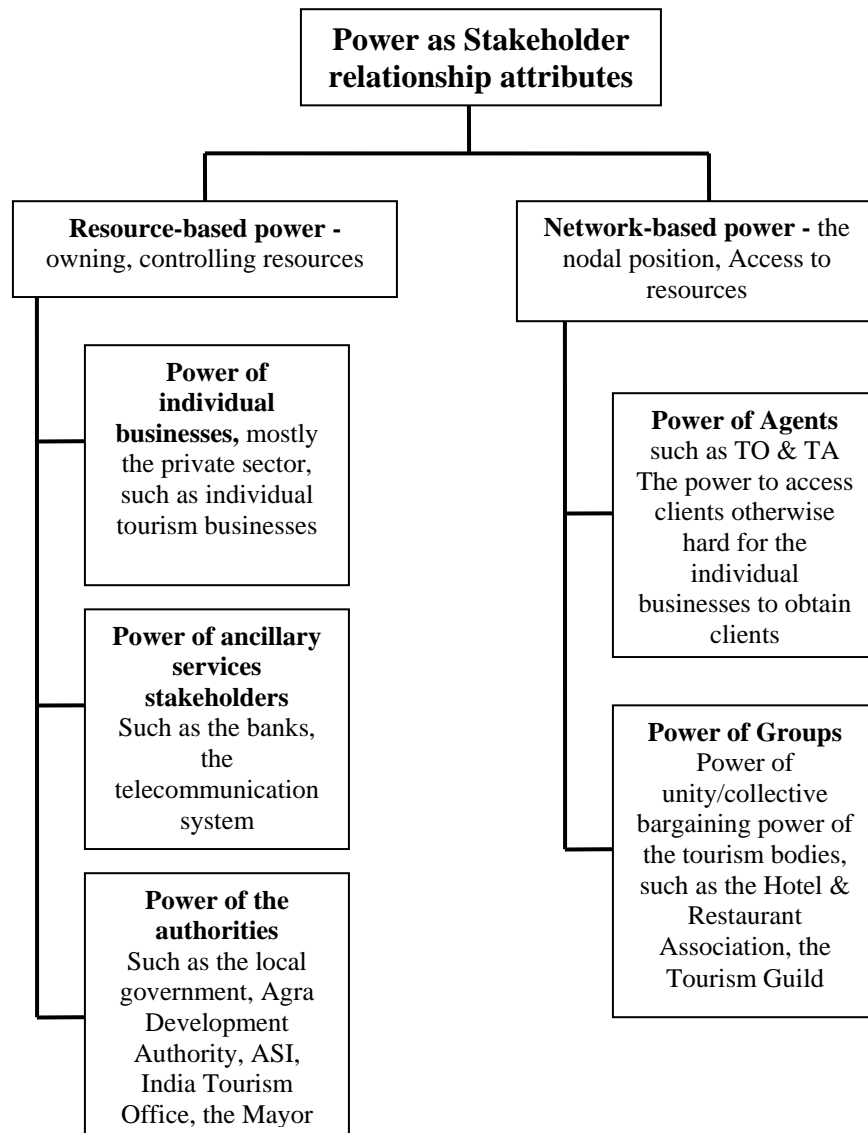 Power as Stakeholder
relationship attributes
Resource-based power -
owning, controlling resources
Power of
individual
businesses, mostly
the private sector,
such as individual
tourism businesses
Power of ancillary
services
stakeholders
Such as the banks,
the
telecommunication
system
Power of the
authorities
Such as the local
government, Agra
Development
Authority, ASI,
India Tourism
Office, the Mayor
Network-based power - the
nodal position, Access to
resources
Power of Agents
such as TO & TA
The power to access
clients otherwise
hard for the
individual
businesses to obtain
clients
Power of Groups
Power of
unity/collective
bargaining power of
the tourism bodies,
such as the Hotel &
Restaurant
Association, the
Tourism Guild